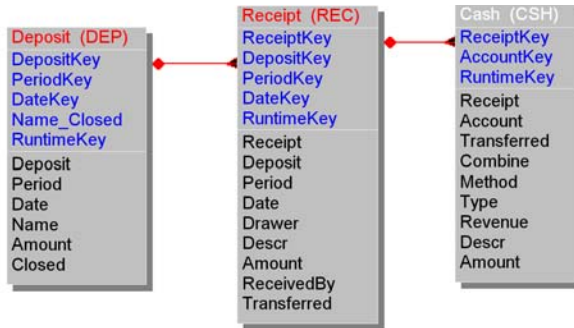 Deposit (DEP)
DepositKey
PeriodKey
DateKey
Name_Closed
RuntimeKey
Deposit
Period
Date
Name
Amount
Closed
Receipt (REC)
ReceiptKey
DepositKey
PeriodKey
DateKey
RuntimeKey
Receipt
Deposit
Period
Date
Drawer
Descr
Amount
ReceivedBy
Transferred
Cash (CSH)
ReceiptKey
AccountKey
RuntimeKey
Receipt
Account
Transferred
Combine
Method
Type
Revenue
Descr
Amount